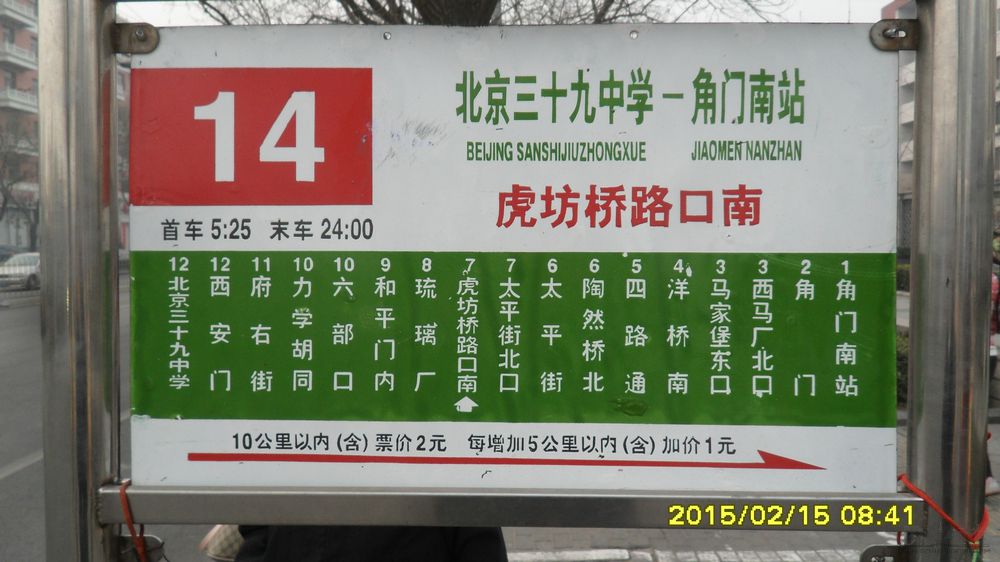 14
北京三十九中学－角门南站
BEIJING SANSHIJIUZHONGXUE JIAOMEN NANZHAN
虎坊桥路口南
首车 5:25 末车 24:00
12 北京三十九中学
12 西安门
11 府右街
10 力学胡同
10 六部口
9 和平门内
8 琉璃厂
7 虎坊桥路口南
7 太平街北口
6 太平街
6 陶然桥北
5 四路通
4 洋桥南
3 马家堡东口
3 西马厂北口
2 角门
1 角门南站
10公里以内(含)票价2元 每增加5公里以内(含)加价1元
2015/02/15 08:41